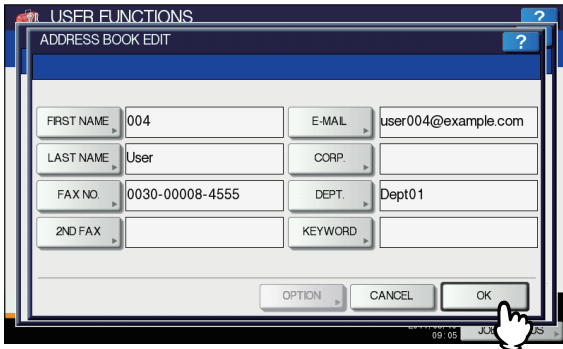 USER FUNCTIONS ?
ADDRESS BOOK EDIT ?
FIRST NAME 004 E-MAIL user004@example.com
LAST NAME User CORP.
FAX NO. 0030-00008-4555 DEPT. Dept01
2ND FAX KEYWORD
OPTION CANCEL OK
09:05